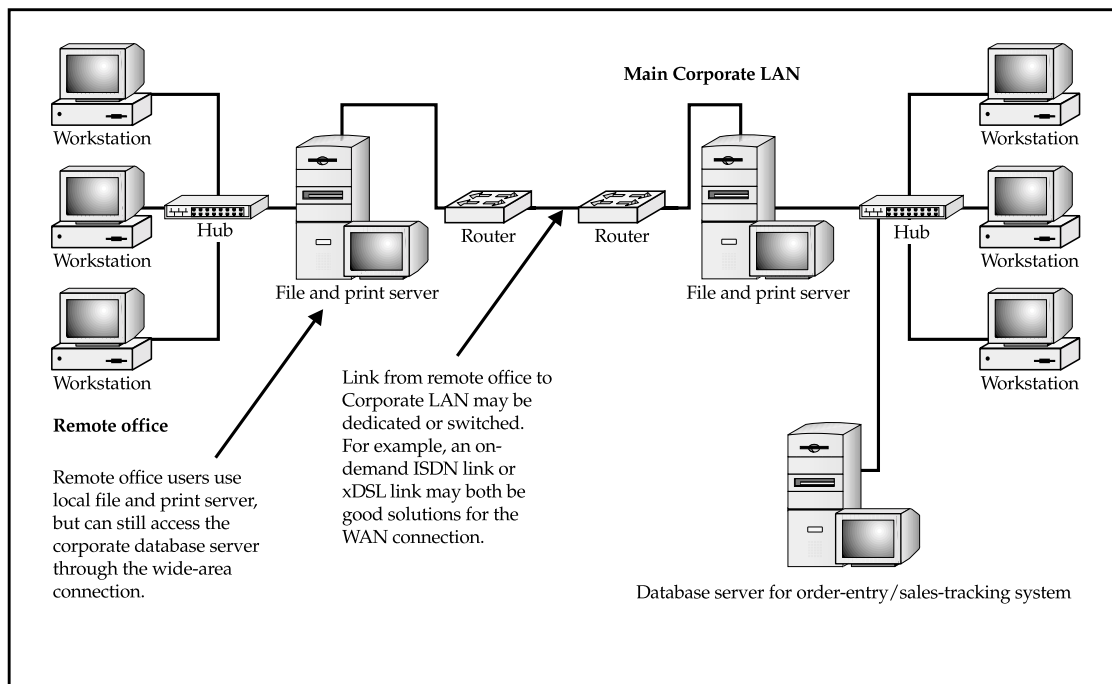 Main Corporate LAN
Workstation
Workstation
Workstation
Hub
File and print server
Router
Router
File and print server
Hub
Workstation
Workstation
Workstation
Remote office
Remote office users use
local file and print server,
but can still access the
corporate database server
through the wide-area
connection.
Link from remote office to
Corporate LAN may be
dedicated or switched.
For example, an on-
demand ISDN link or
xDSL link may both be
good solutions for the
WAN connection.
Database server for order-entry/sales-tracking system